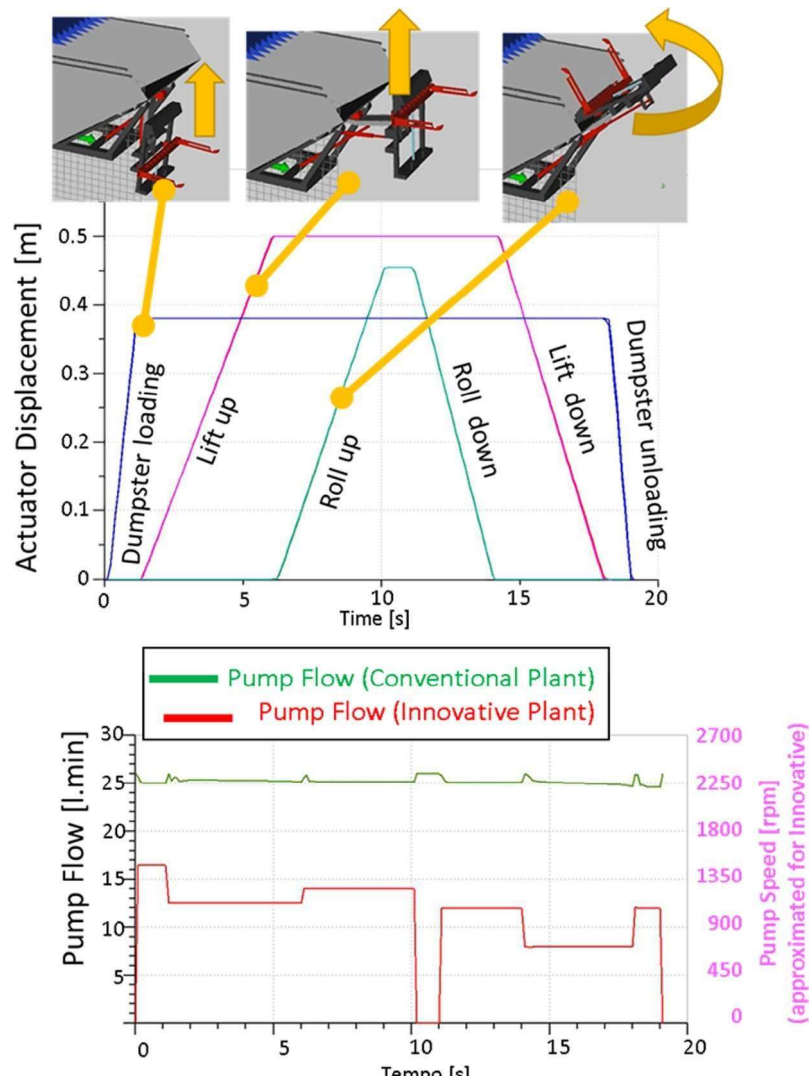 Actuator Displacement [m]
0.5
0.4
0.3
0.2
0.1
0
Dumpster loading
Lift up
Roll up
Roll down
Lift down
Dumpster unloading
0 5 10 15 20
Time [s]
Pump Flow (Conventional Plant)
Pump Flow (Innovative Plant)
Pump Flow [l.min]
30
25
20
15
10
5
2700
2250
1800
1350
900
450
0
Pump Speed [rpm]
(approximated for Innovative)
0 5 10 15 20
Tempo [s]